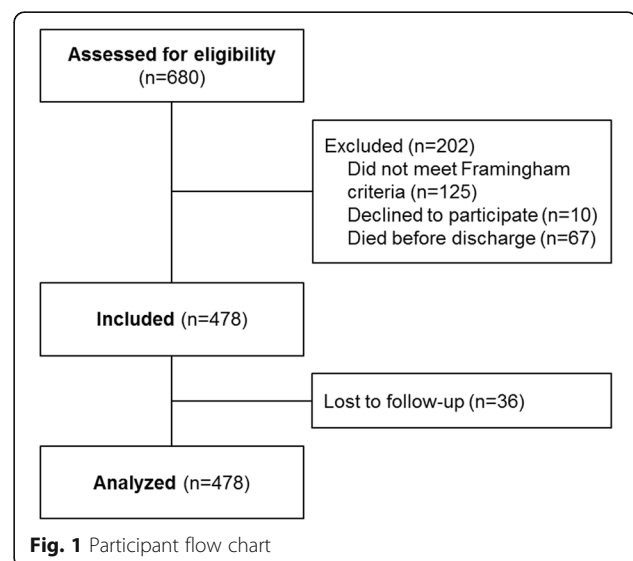 Assessed for eligibility
(n=680)
Excluded (n=202)
Did not meet Framingham
criteria (n=125)
Declined to participate (n=10)
Died before discharge (n=67)
Included (n=478)
Lost to follow-up (n=36)
Analyzed (n=478)
Fig. 1 Participant flow chart